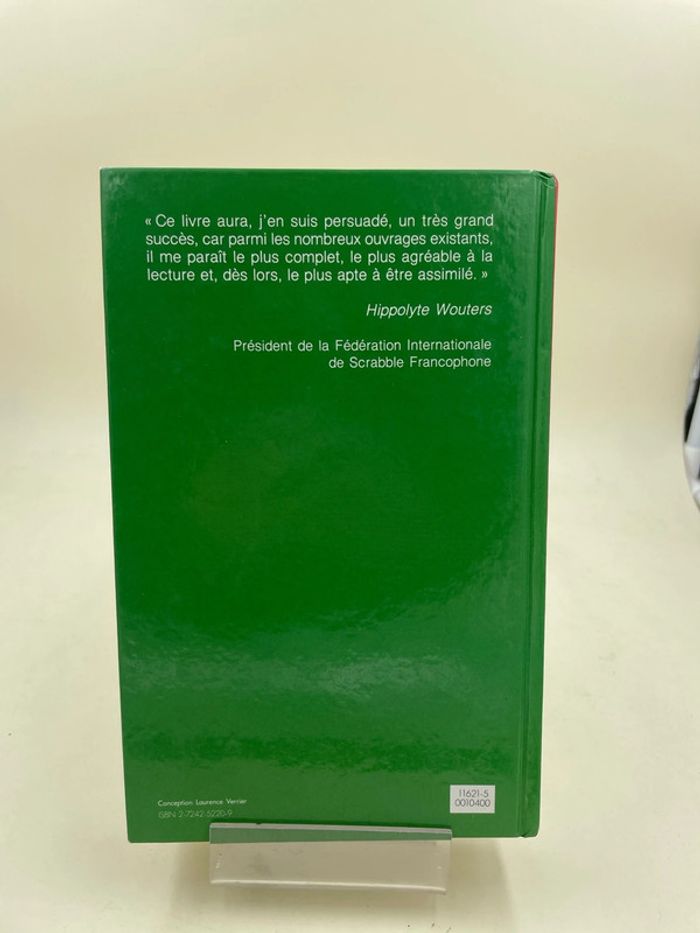 « Ce livre aura, j'en suis persuadé, un très grand
succès, car parmi les nombreux ouvrages existants,
il me paraît le plus complet, le plus agréable à la
lecture et, dès lors, le plus apte à être assimilé. »
Hippolyte Wouters
Président de la Fédération Internationale
de Scrabble Francophone
11621-5
0010400
Conception: Laurence Verrier
ISBN 2-7242-5220-9